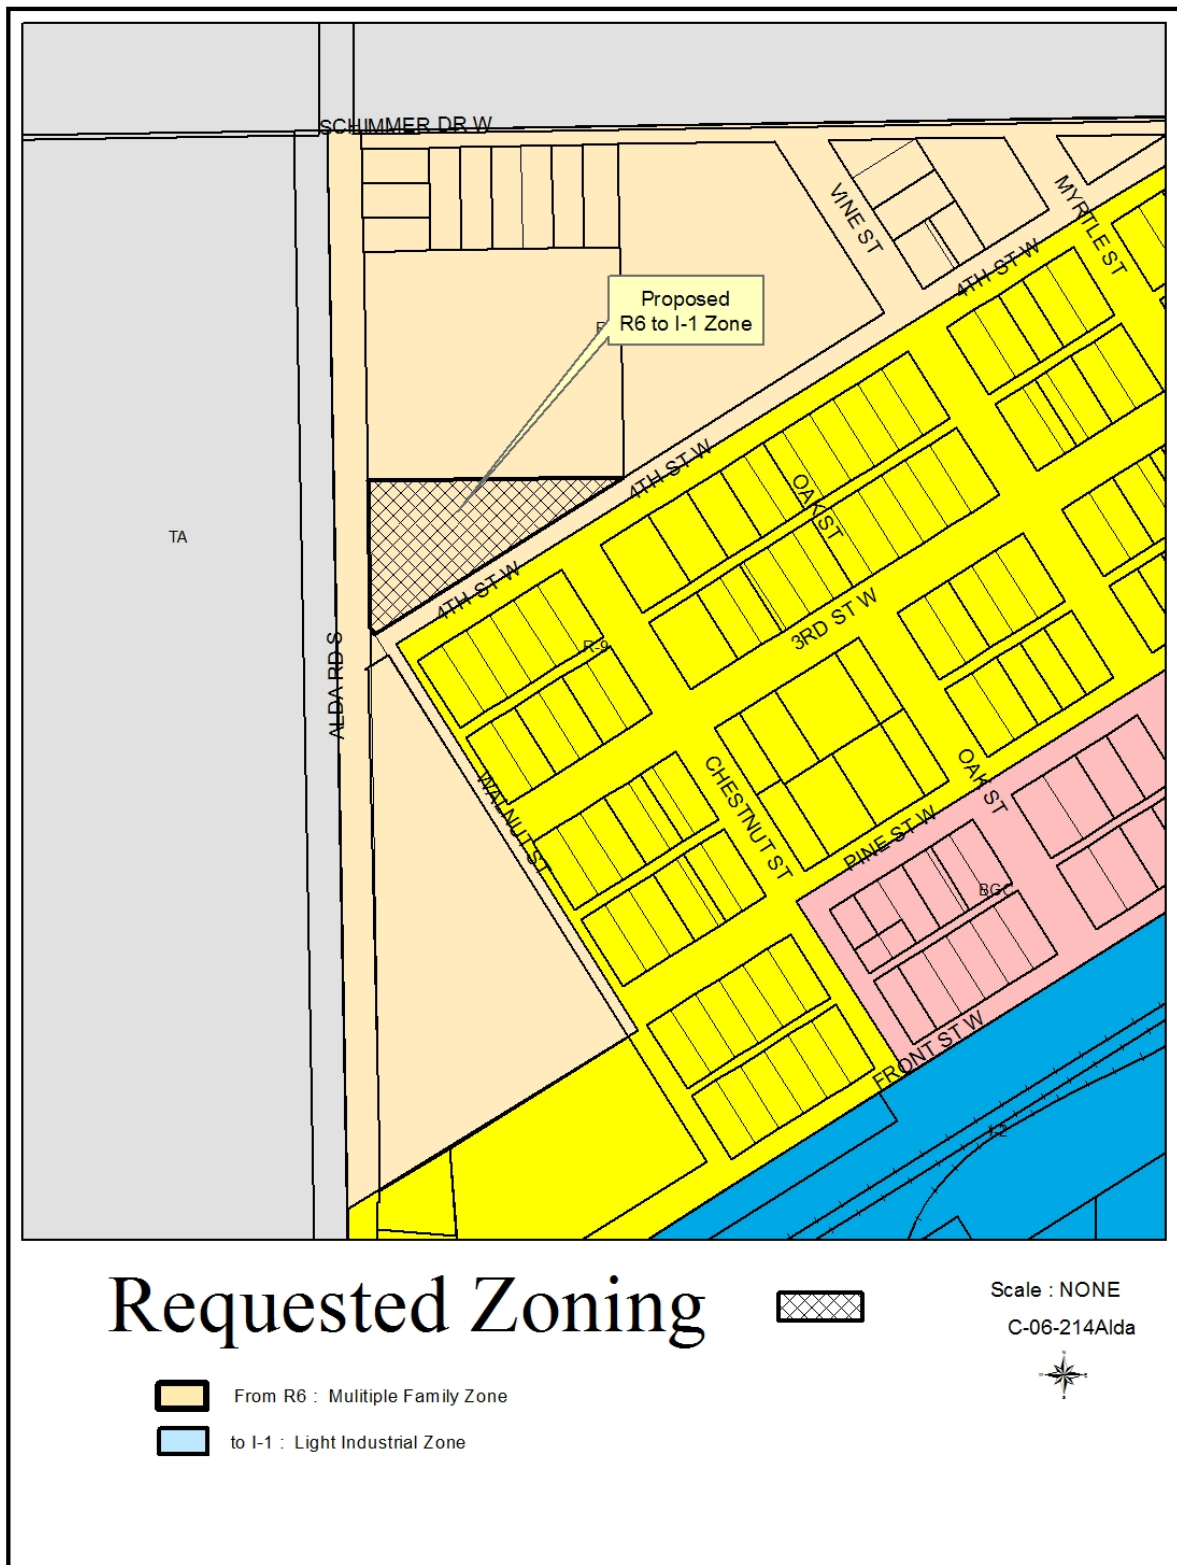 SCHIMMER DR W
VINE ST
MYRTLE ST
4TH ST W
Proposed
R6 to I-1 Zone
4TH ST W
OAK ST
TA
4TH ST W
3RD ST W
R-9
ALDA RD S
WALNUT ST
CHESTNUT ST
OAK ST
PINE ST W
BGC
FRONT ST W
I-2
Requested Zoning
Scale : NONE
C-06-214Alda
From R6 : Mulitiple Family Zone
to I-1 : Light Industrial Zone